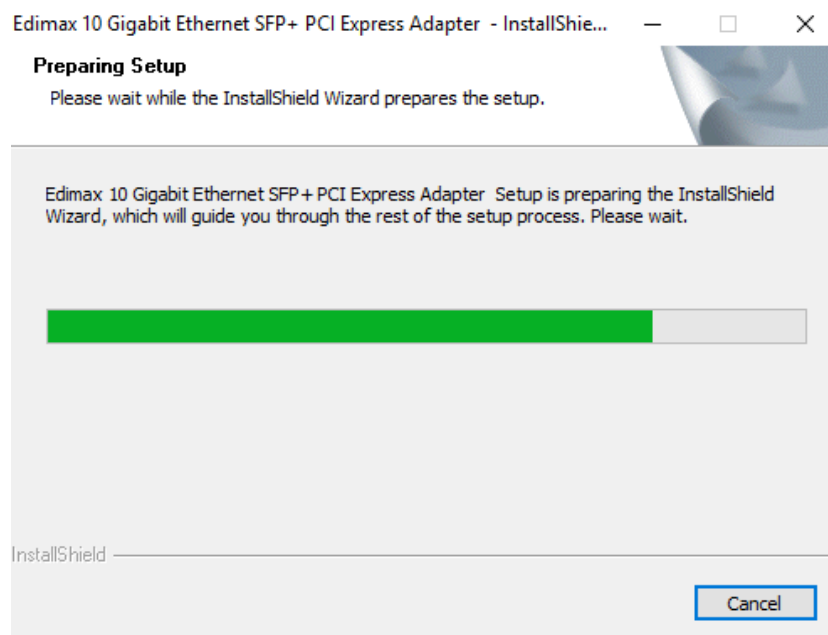 Edimax 10 Gigabit Ethernet SFP+ PCI Express Adapter  - InstallShie...
Preparing Setup
Please wait while the InstallShield Wizard prepares the setup.
Edimax 10 Gigabit Ethernet SFP+ PCI Express Adapter  Setup is preparing the InstallShield
Wizard, which will guide you through the rest of the setup process. Please wait.
InstallShield
Cancel